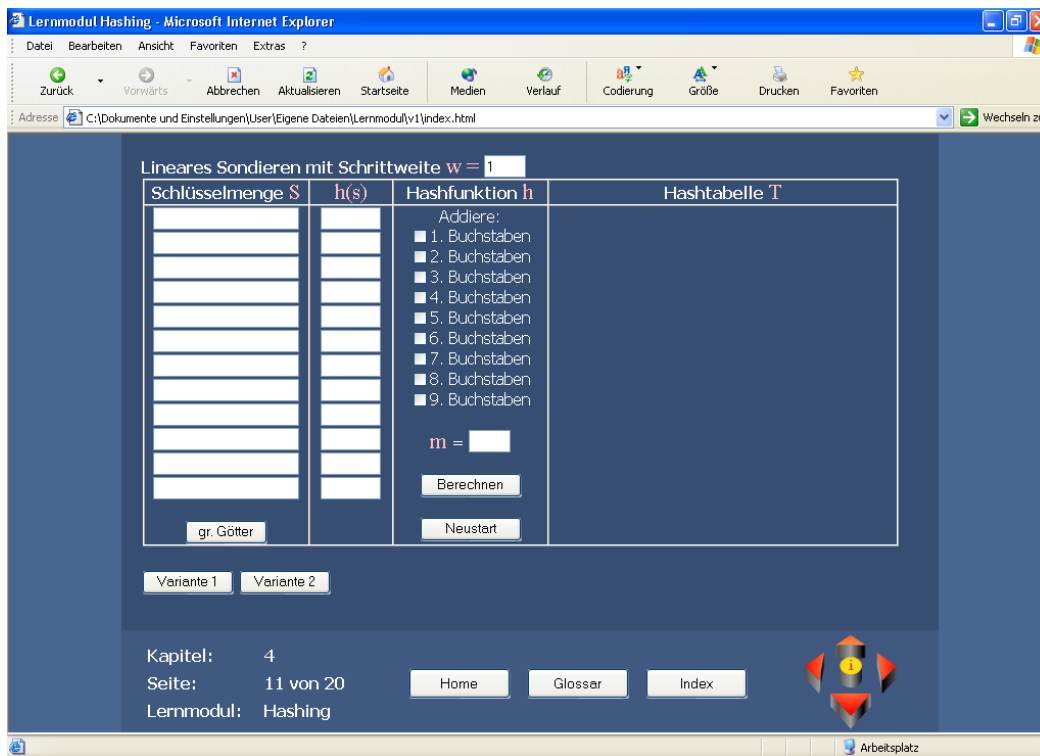 Lernmodul Hashing - Microsoft Internet Explorer
Datei Bearbeiten Ansicht Favoriten Extras ?
Zurück Vorwärts Abbrechen Aktualisieren Startseite Medien Verlauf Codierung Größe Drucken Favoriten
Adresse C:\Dokumente und Einstellungen\User\Eigene Dateien\Lernmodul\v1\index.html Wechseln zu
Lineares Sondieren mit Schrittweite w = 1
Schlüsselmenge S h(s) Hashfunktion h Hashtabelle T
Addiere:
1. Buchstaben
2. Buchstaben
3. Buchstaben
4. Buchstaben
5. Buchstaben
6. Buchstaben
7. Buchstaben
8. Buchstaben
9. Buchstaben
m =
Berechnen
gr. Götter Neustart
Variante 1 Variante 2
Kapitel: 4
Seite: 11 von 20 Home Glossar Index i
Lernmodul: Hashing
Arbeitsplatz